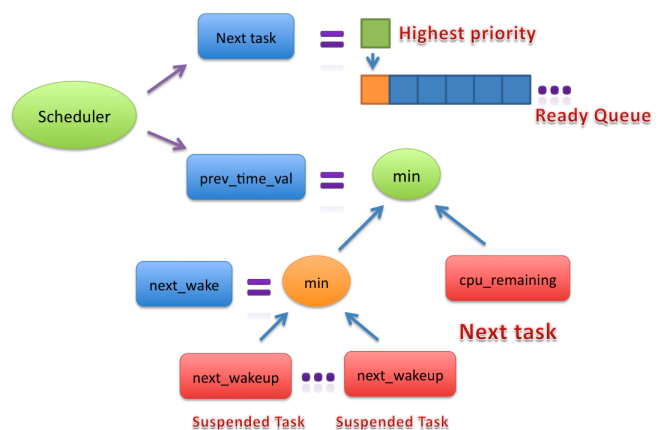 Next task
=
Highest priority
Scheduler
Ready Queue
prev_time_val
=
min
next_wake
=
min
cpu_remaining
Next task
next_wakeup
next_wakeup
Suspended Task
Suspended Task